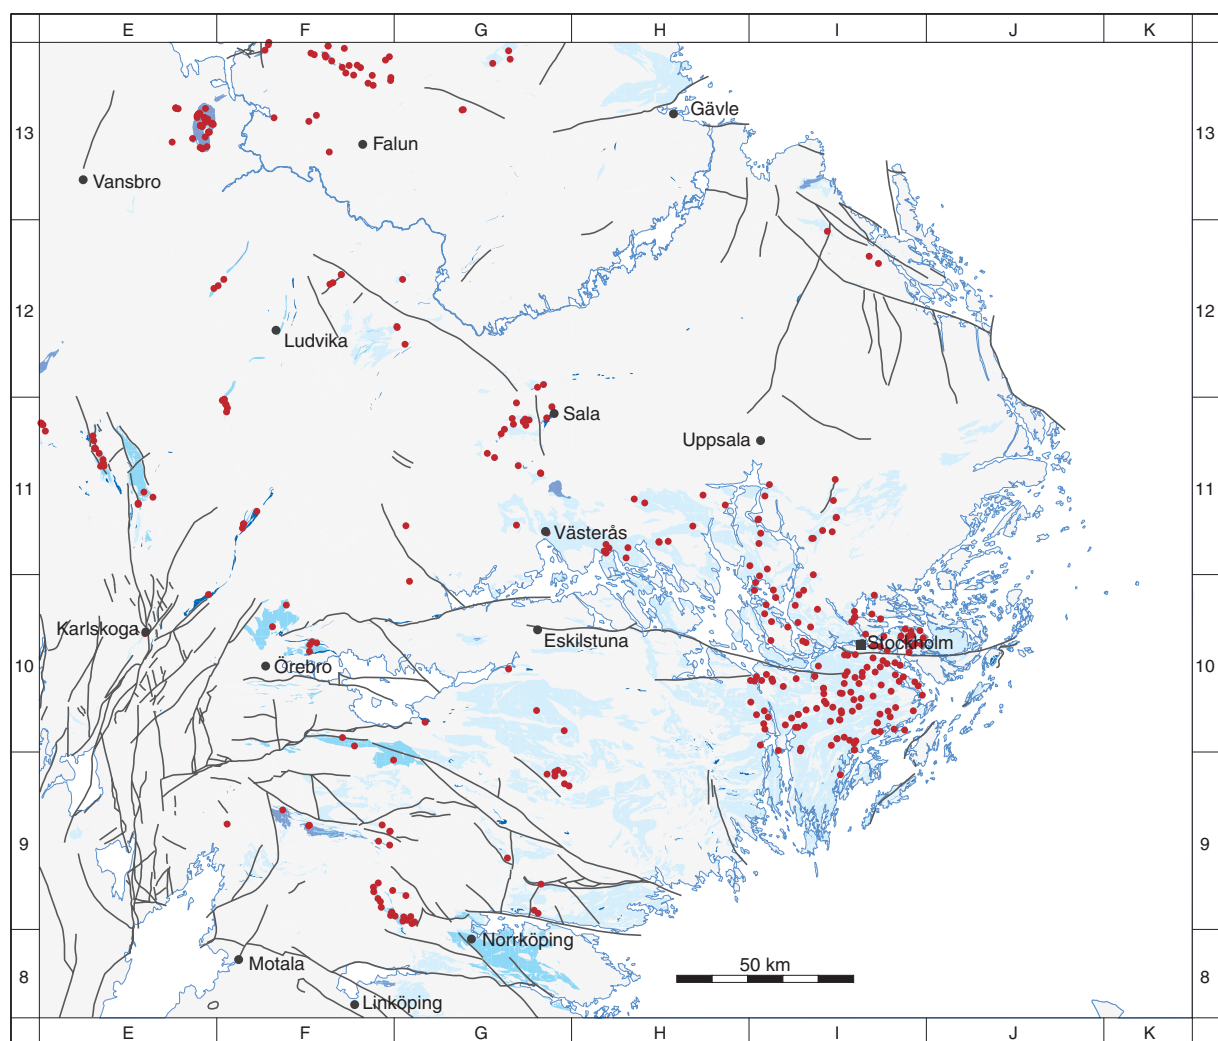 E F G H I J K
13 13
Gävle
Falun
Vansbro
12 12
Ludvika
Sala
Uppsala
11 11
Västerås
Karlskoga
Eskilstuna
Stockholm
10 10
Örebro
9 9
Norrköping
Motala
50 km
8 8
Linköping
E F G H I J K